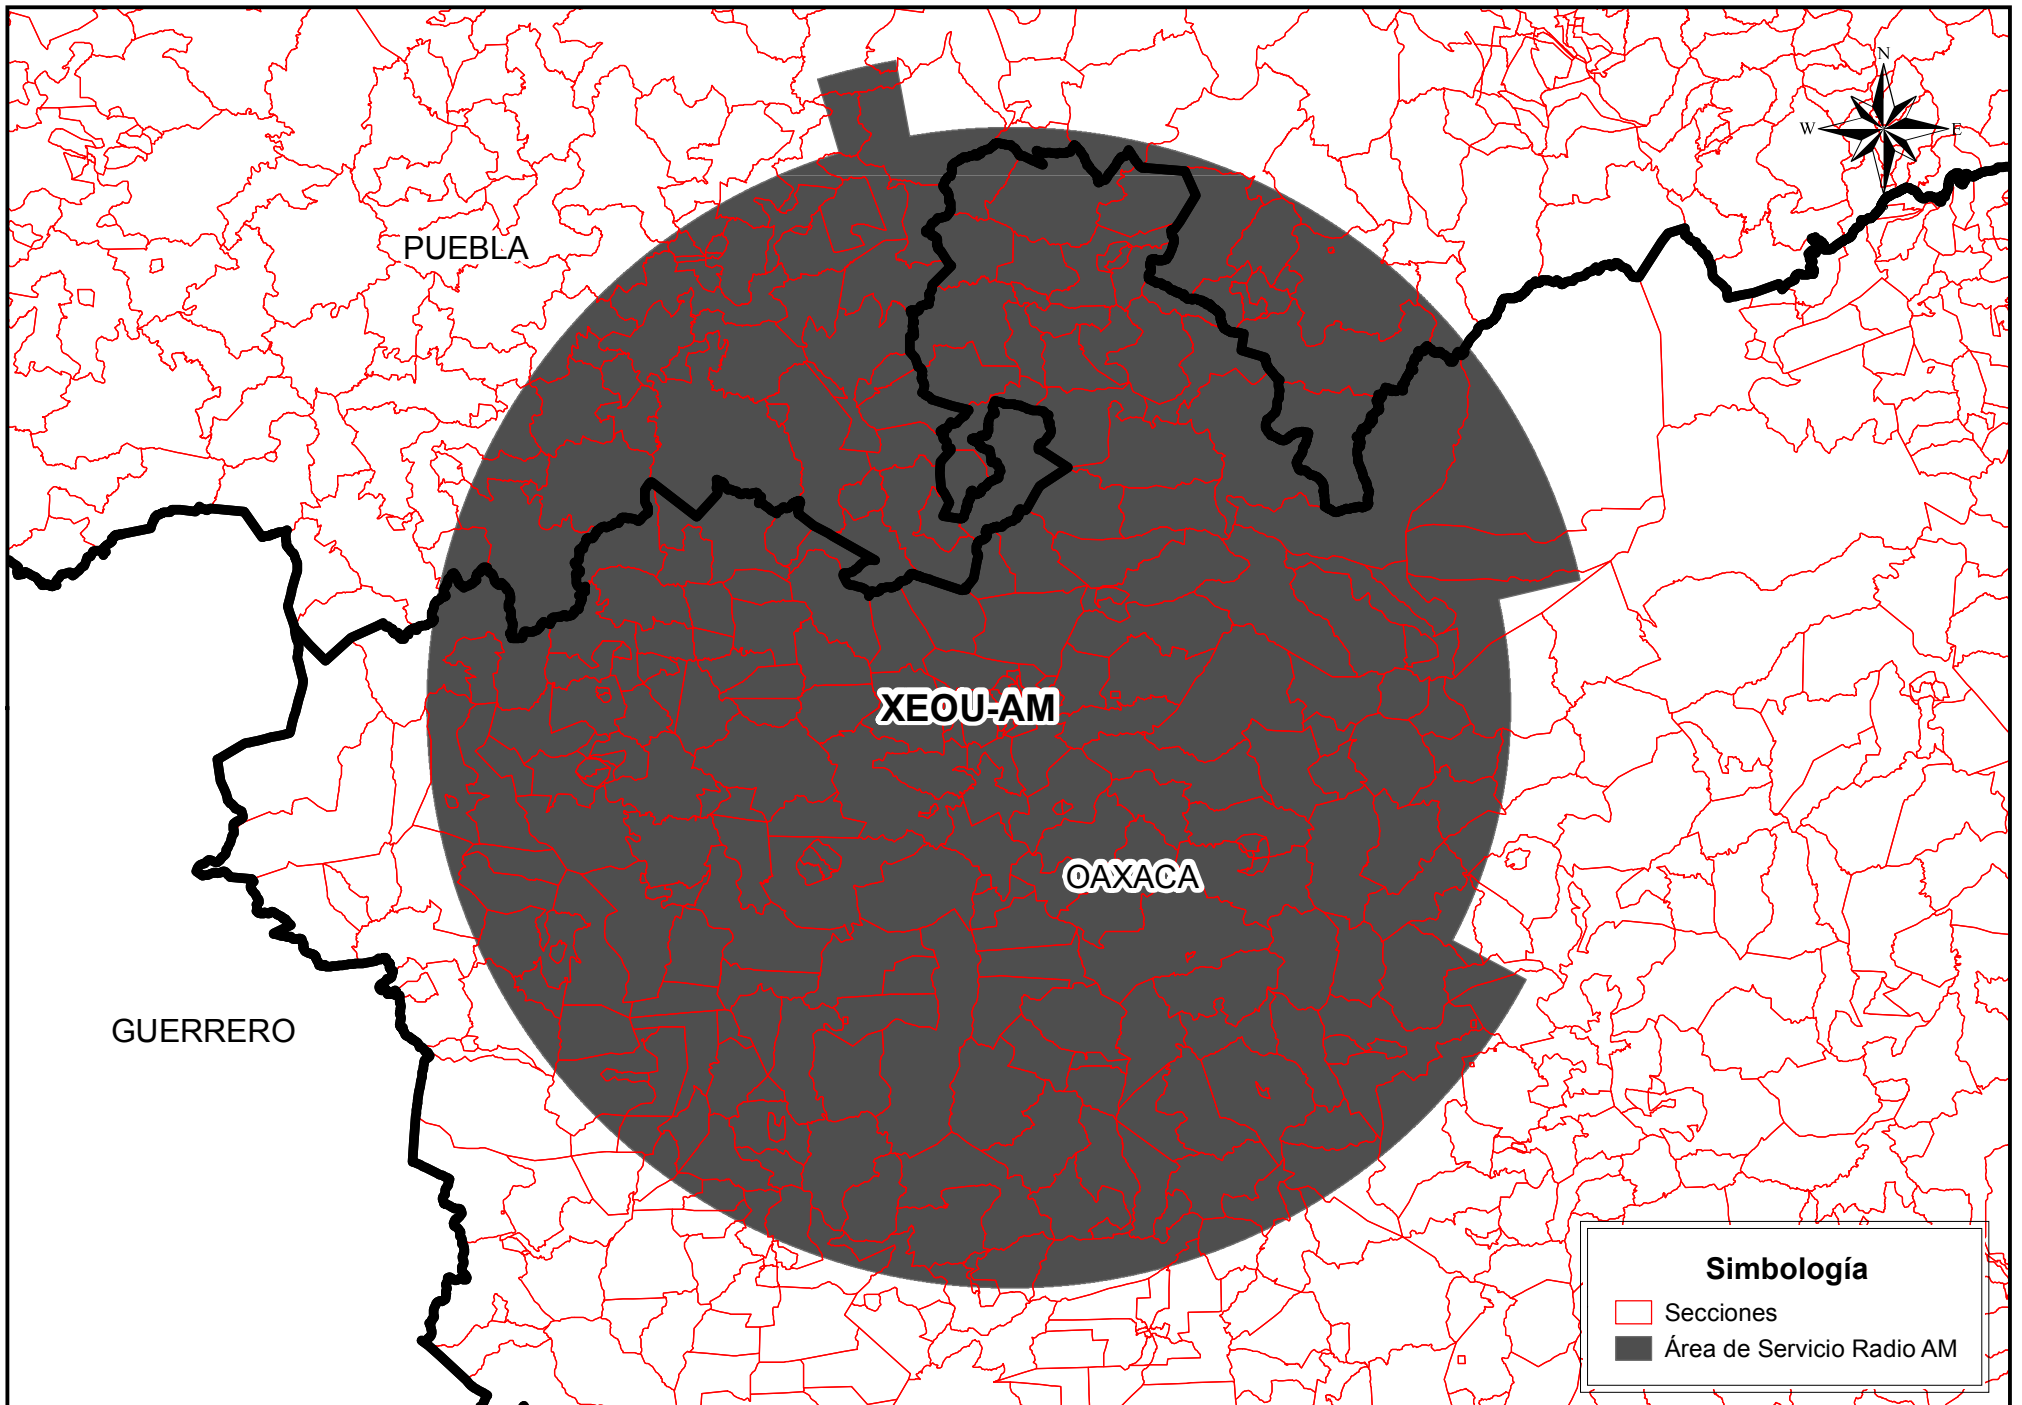 N
W
E
PUEBLA
XEOU-AM
OAXACA
GUERRERO
Simbología
Secciones
Área de Servicio Radio AM